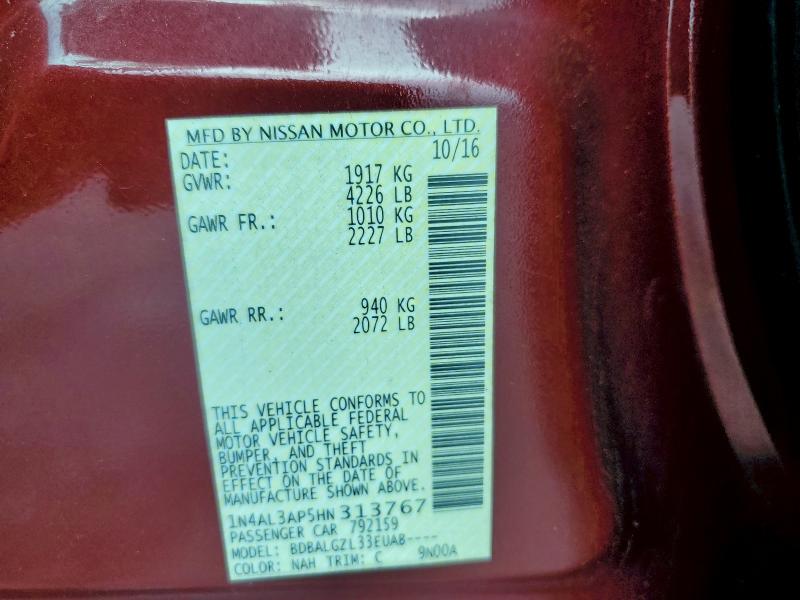 MFD BY NISSAN MOTOR CO., LTD.
DATE: 10/16
GVWR: 1917 KG
4226 LB
GAWR FR.: 1010 KG
2227 LB
GAWR RR.: 940 KG
2072 LB
THIS VEHICLE CONFORMS TO
ALL APPLICABLE FEDERAL
MOTOR VEHICLE SAFETY,
BUMPER, AND THEFT
PREVENTION STANDARDS IN
EFFECT ON THE DATE OF
MANUFACTURE SHOWN ABOVE.
1N4AL3AP5HN313767
PASSENGER CAR 792159
MODEL: BDBALGZL33EUAB----
COLOR: NAH TRIM: C 9N00A